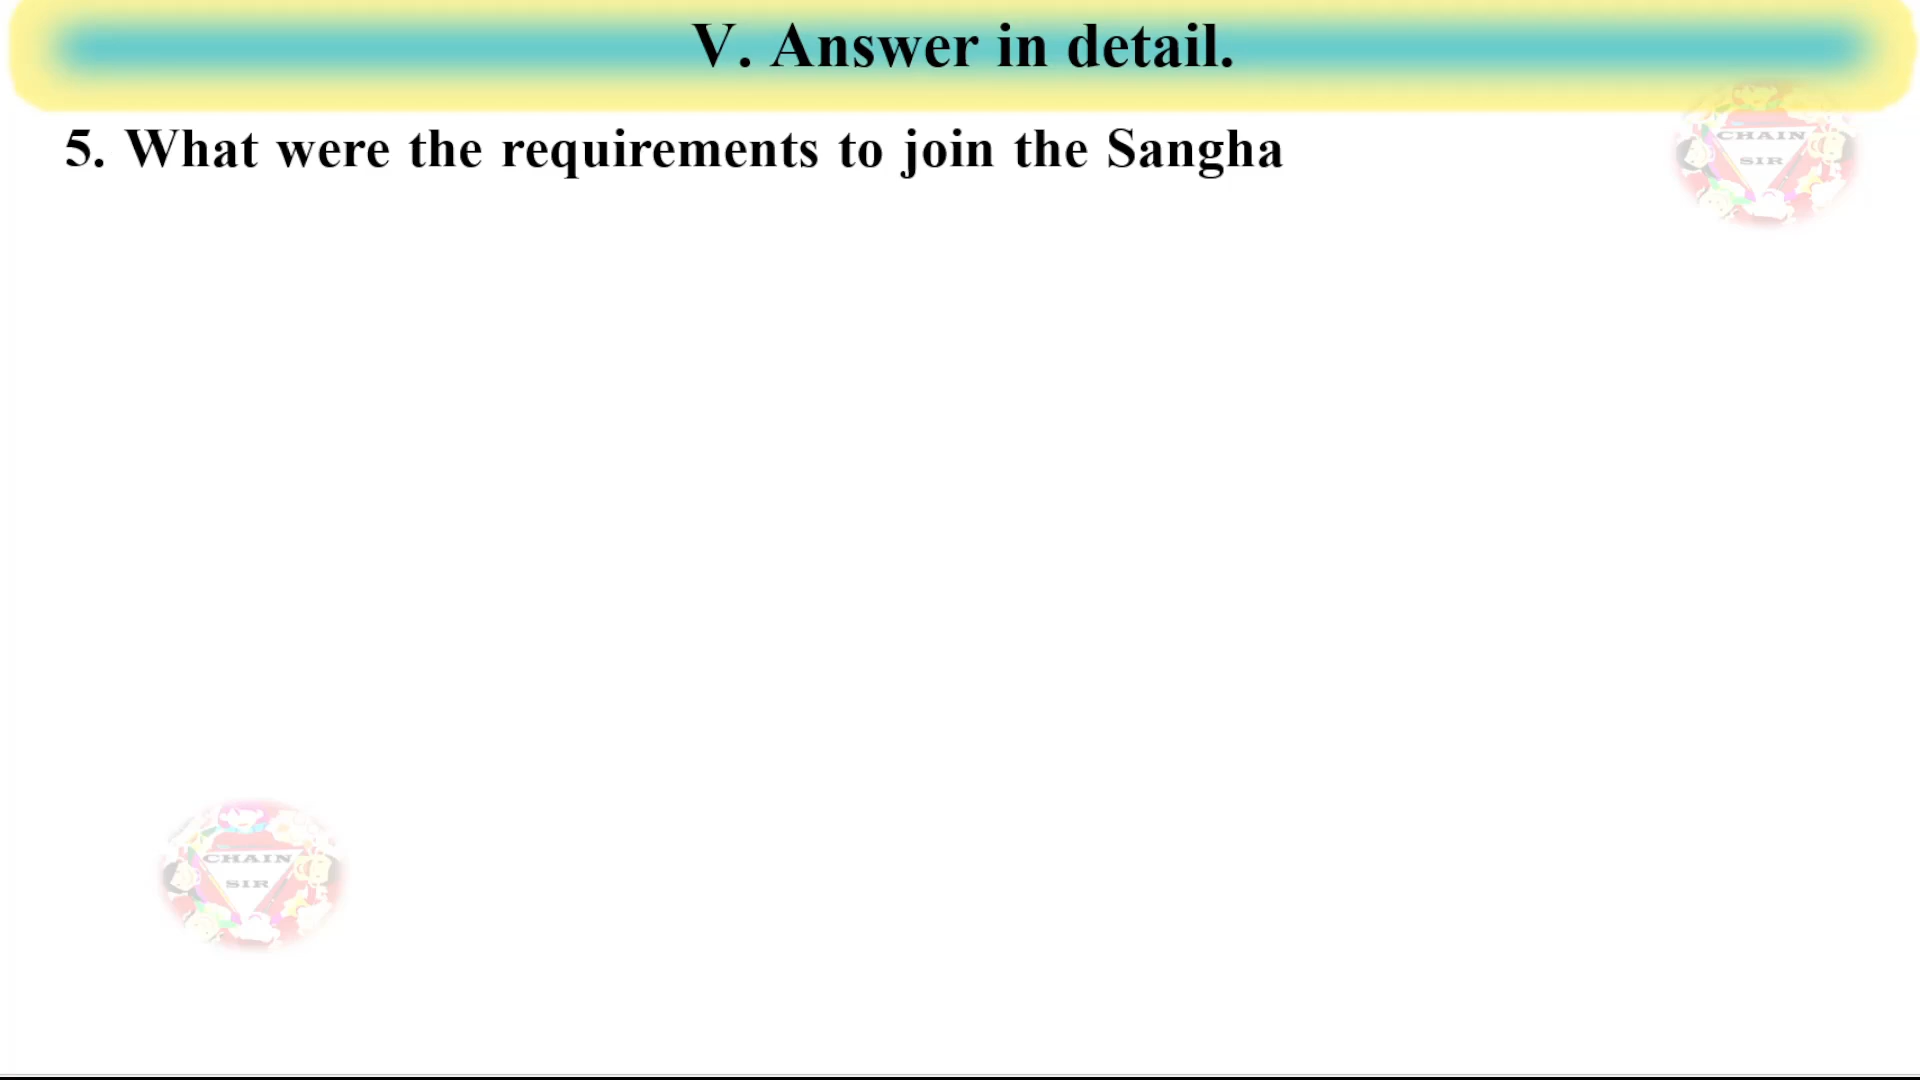 V. Answer in detail.
CHAIN
SIR
5. What were the requirements to join the Sangha
CHAIN
SIR